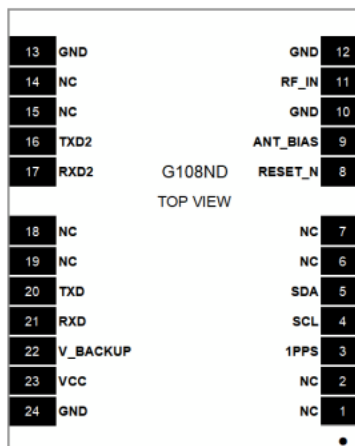 13 GND GND 12
14 NC RF_IN 11
15 NC GND 10
16 TXD2 ANT_BIAS 9
17 RXD2 G108ND RESET_N 8
TOP VIEW
18 NC NC 7
19 NC NC 6
20 TXD SDA 5
21 RXD SCL 4
22 V_BACKUP 1PPS 3
23 VCC NC 2
24 GND NC 1